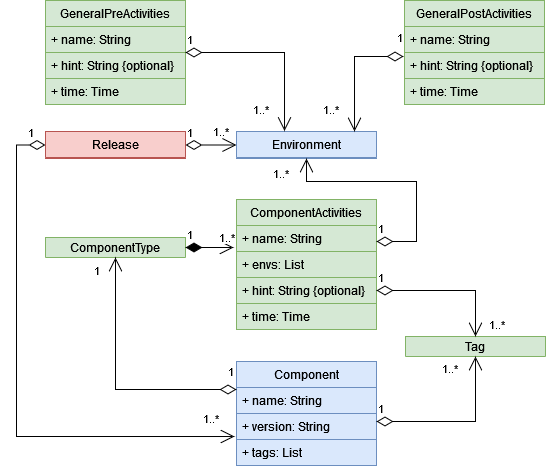 GeneralPreActivities
+ name: String
+ hint: String {optional}
+ time: Time
1
1..*
GeneralPostActivities
+ name: String
+ hint: String {optional}
+ time: Time
1
1..*
1
Release
1
1..*
Environment
1..*
ComponentType
1
1..*
1
ComponentActivities
+ name: String
+ envs: List
+ hint: String {optional}
+ time: Time
1
1
1..*
Tag
1..*
1
Component
+ name: String
+ version: String
+ tags: List
1
1..*